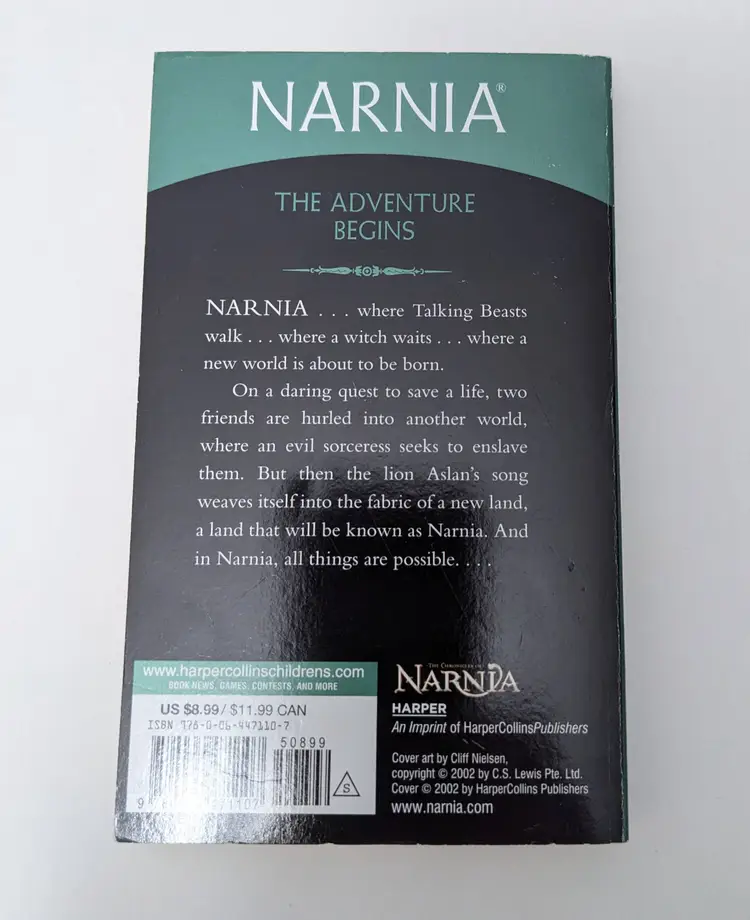 NARNIA®
THE ADVENTURE
BEGINS
NARNIA . . . where Talking Beasts
walk . . . where a witch waits . . . where a
new world is about to be born.
On a daring quest to save a life, two
friends are hurled into another world,
where an evil sorceress seeks to enslave
them. But then the lion Aslan's song
weaves itself into the fabric of a new land,
a land that will be known as Narnia. And
in Narnia, all things are possible. . . .
www.harpercollinschildrens.com
BOOK NEWS, GAMES, CONTESTS, AND MORE
US $8.99 / $11.99 CAN
ISBN 978-0-06-447110-7
50899
S
THE CHRONICLES OF
NARNIA
HARPER
An Imprint of HarperCollinsPublishers
Cover art by Cliff Nielsen,
copyright © 2002 by C.S. Lewis Pte. Ltd.
Cover © 2002 by HarperCollins Publishers
www.narnia.com